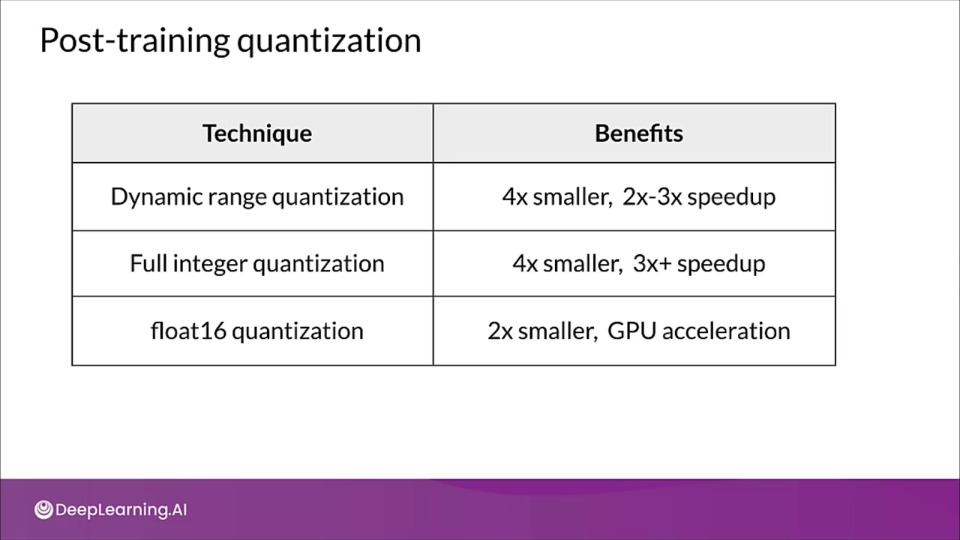 Post-training quantization
Technique Benefits
Dynamic range quantization 4x smaller, 2x-3x speedup
Full integer quantization 4x smaller, 3x+ speedup
float16 quantization 2x smaller, GPU acceleration
DeepLearning.AI